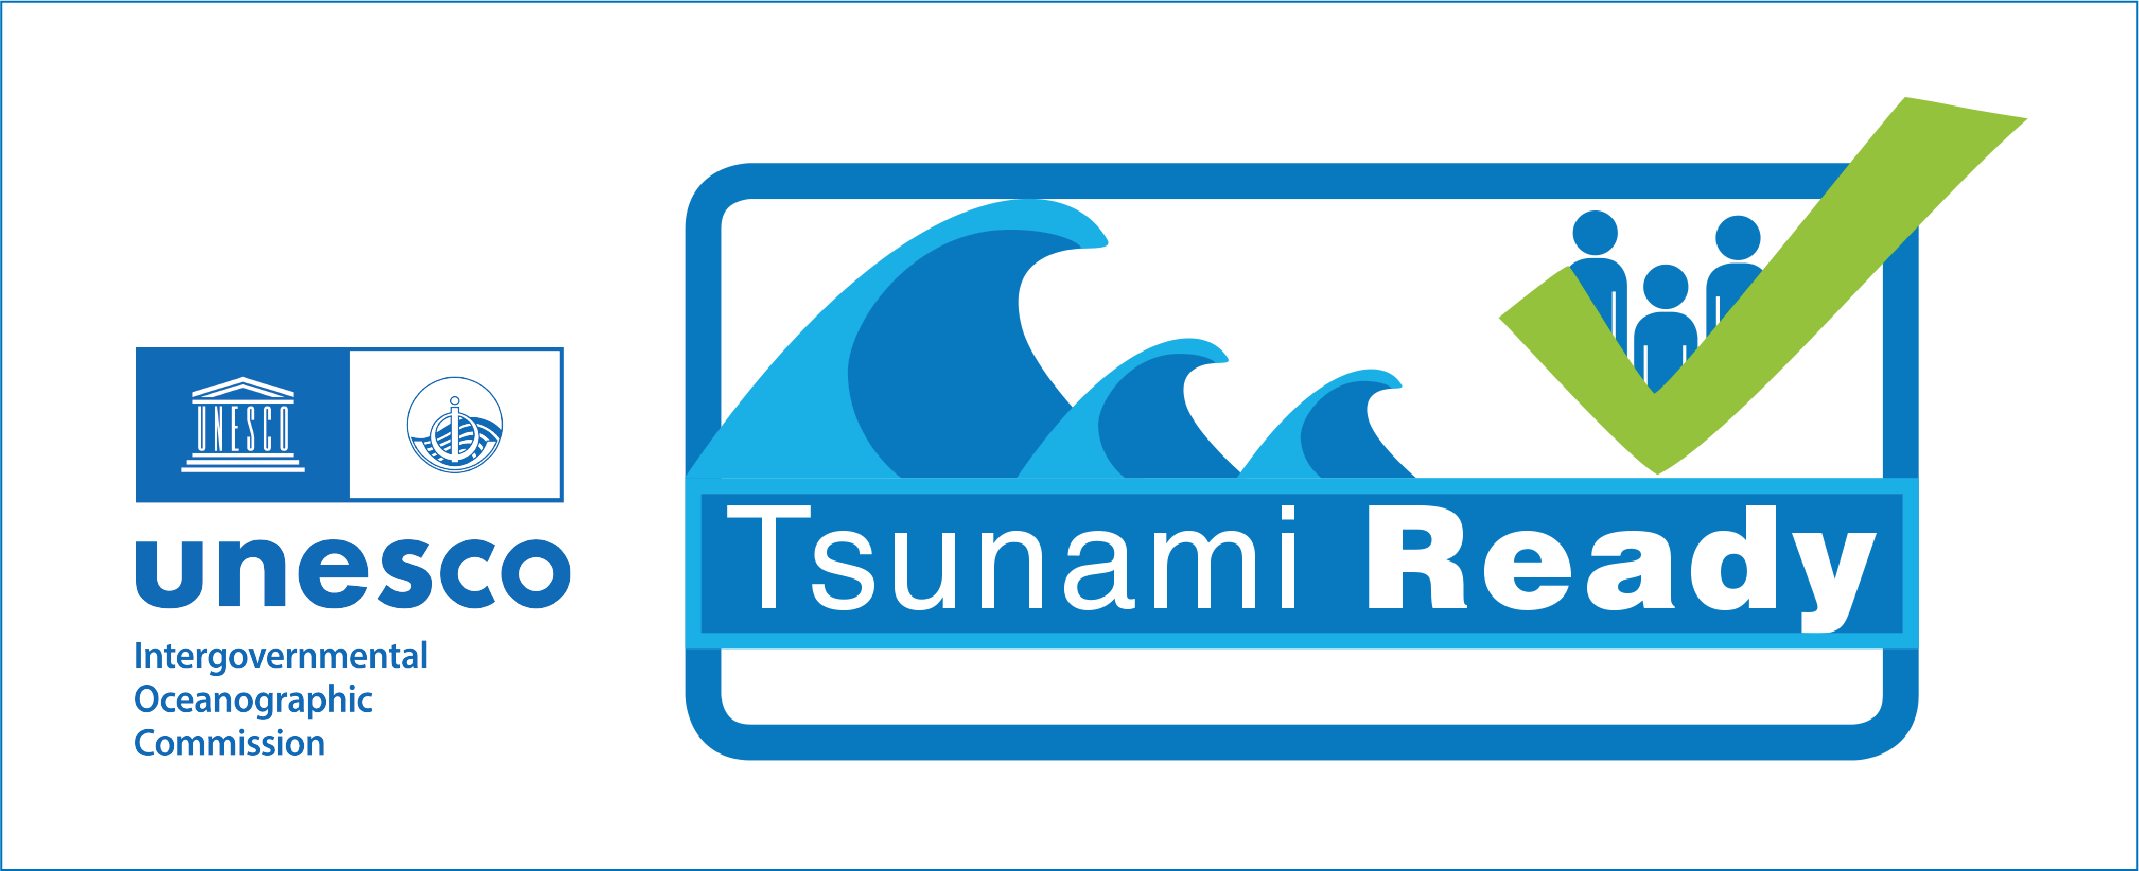 UNESCO
unesco
Intergovernmental
Oceanographic
Commission
Tsunami Ready